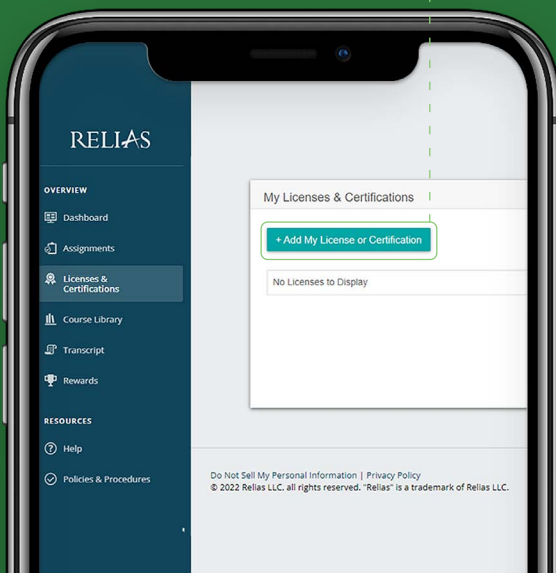 RELIAS
OVERVIEW
Dashboard
Assignments
Licenses &
Certifications
Course Library
Transcript
Rewards
RESOURCES
Help
Policies & Procedures
My Licenses & Certifications
+ Add My License or Certification
No Licenses to Display
Do Not Sell My Personal Information | Privacy Policy
© 2022 Relias LLC, all rights reserved. "Relias" is a trademark of Relias LLC.